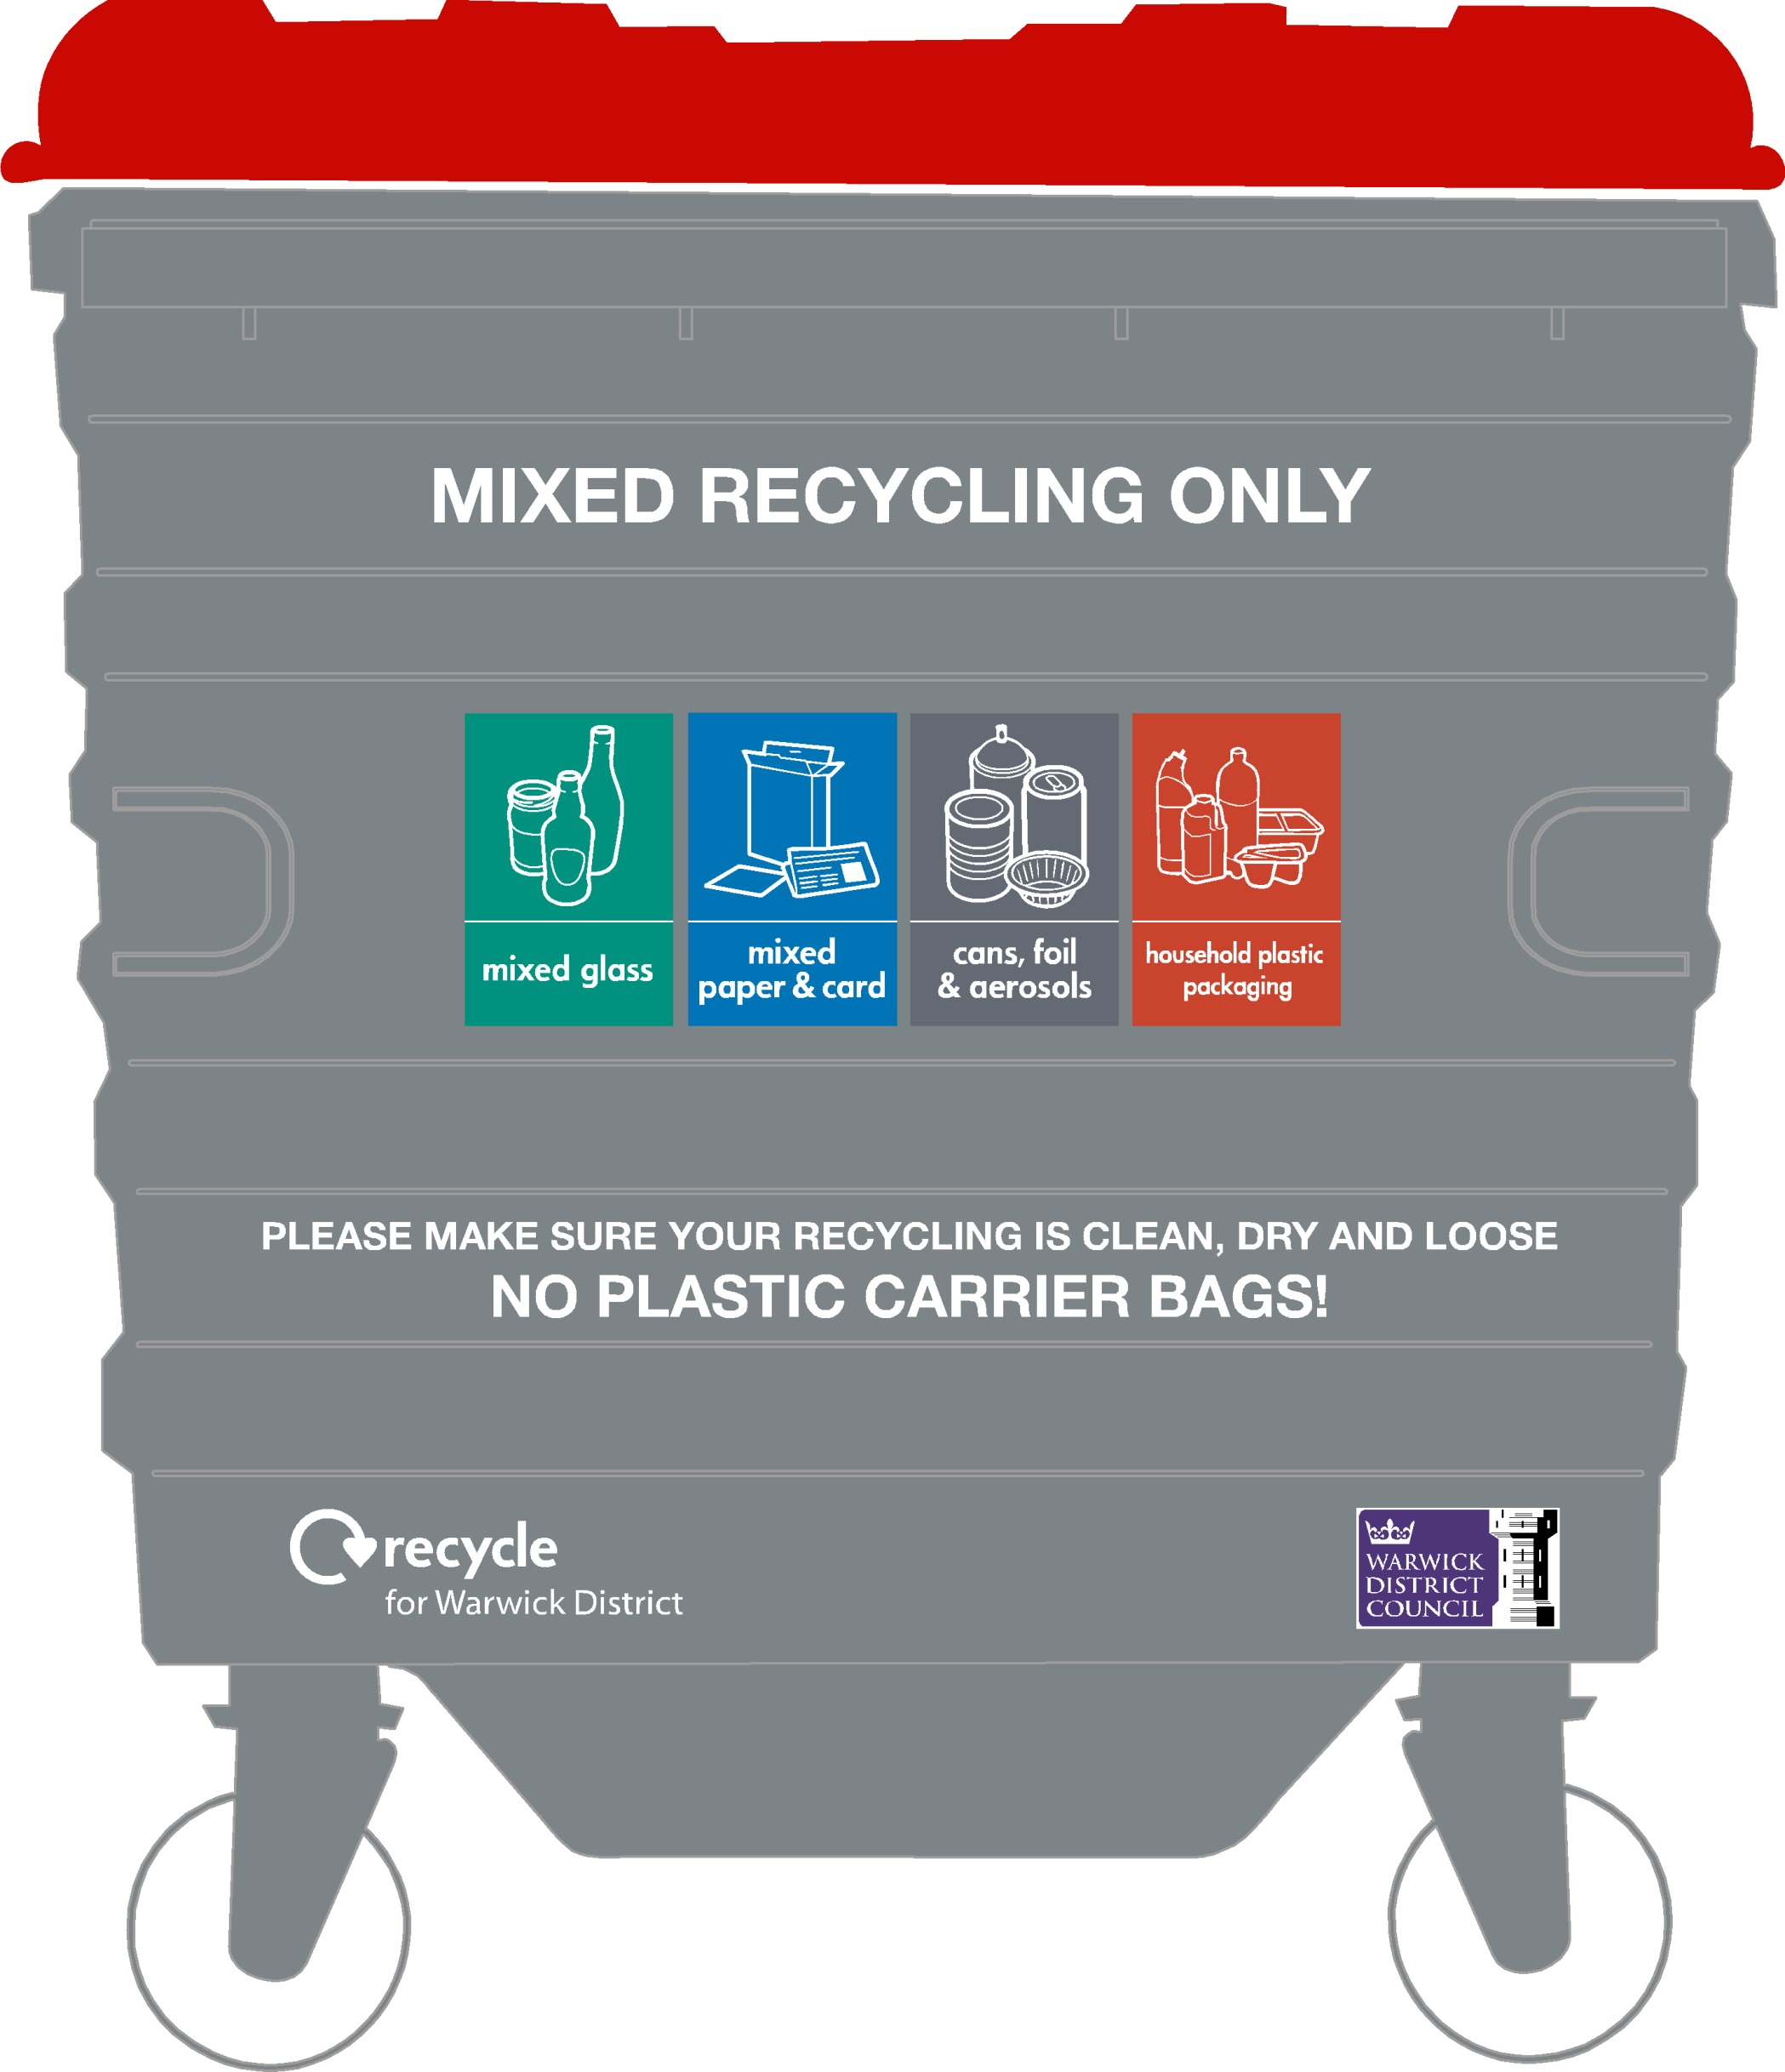 MIXED RECYCLING ONLY
mixed glass
mixed
paper & card
cans, foil
& aerosols
household plastic
packaging
PLEASE MAKE SURE YOUR RECYCLING IS CLEAN, DRY AND LOOSE
NO PLASTIC CARRIER BAGS!
recycle
for Warwick District
WARWICK
DISTRICT
COUNCIL